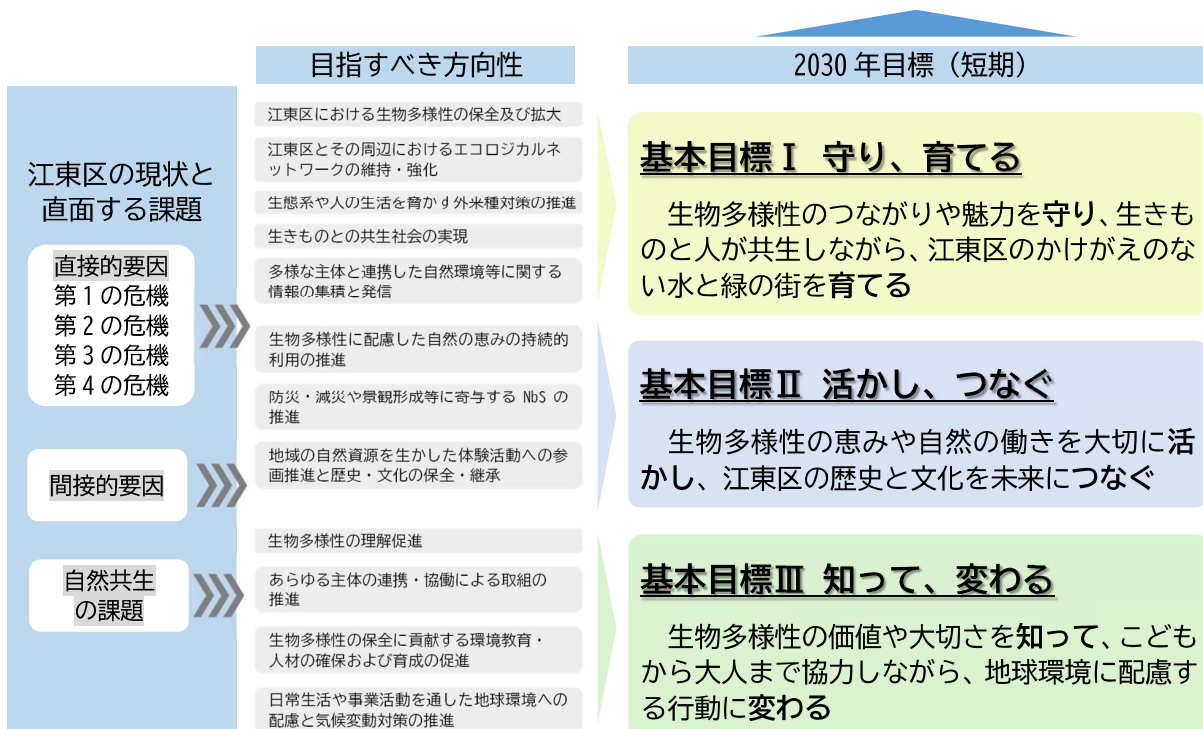 江東区の現状と
直面する課題
直接的要因
第1の危機
第2の危機
第3の危機
第4の危機
間接的要因
自然共生
の課題
目指すべき方向性
江東区における生物多様性の保全及び拡大
江東区とその周辺におけるエコロジカルネ
ットワークの維持・強化
生態系や人の生活を脅かす外来種対策の推進
生きものとの共生社会の実現
多様な主体と連携した自然環境等に関する
情報の集積と発信
生物多様性に配慮した自然の恵みの持続的
利用の推進
防災・減災や景観形成等に寄与する NbS の
推進
地域の自然資源を生かした体験活動への参
画推進と歴史・文化の保全・継承
生物多様性の理解促進
あらゆる主体の連携・協働による取組の
推進
生物多様性の保全に貢献する環境教育・
人材の確保および育成の促進
日常生活や事業活動を通した地球環境への
配慮と気候変動対策の推進
2030 年目標（短期）
基本目標Ⅰ 守り、育てる
生物多様性のつながりや魅力を守り、生きも
のと人が共生しながら、江東区のかけがえのな
い水と緑の街を育てる
基本目標Ⅱ 活かし、つなぐ
生物多様性の恵みや自然の働きを大切に活
かし、江東区の歴史と文化を未来につなぐ
基本目標Ⅲ 知って、変わる
生物多様性の価値や大切さを知って、こども
から大人まで協力しながら、地球環境に配慮す
る行動に変わる